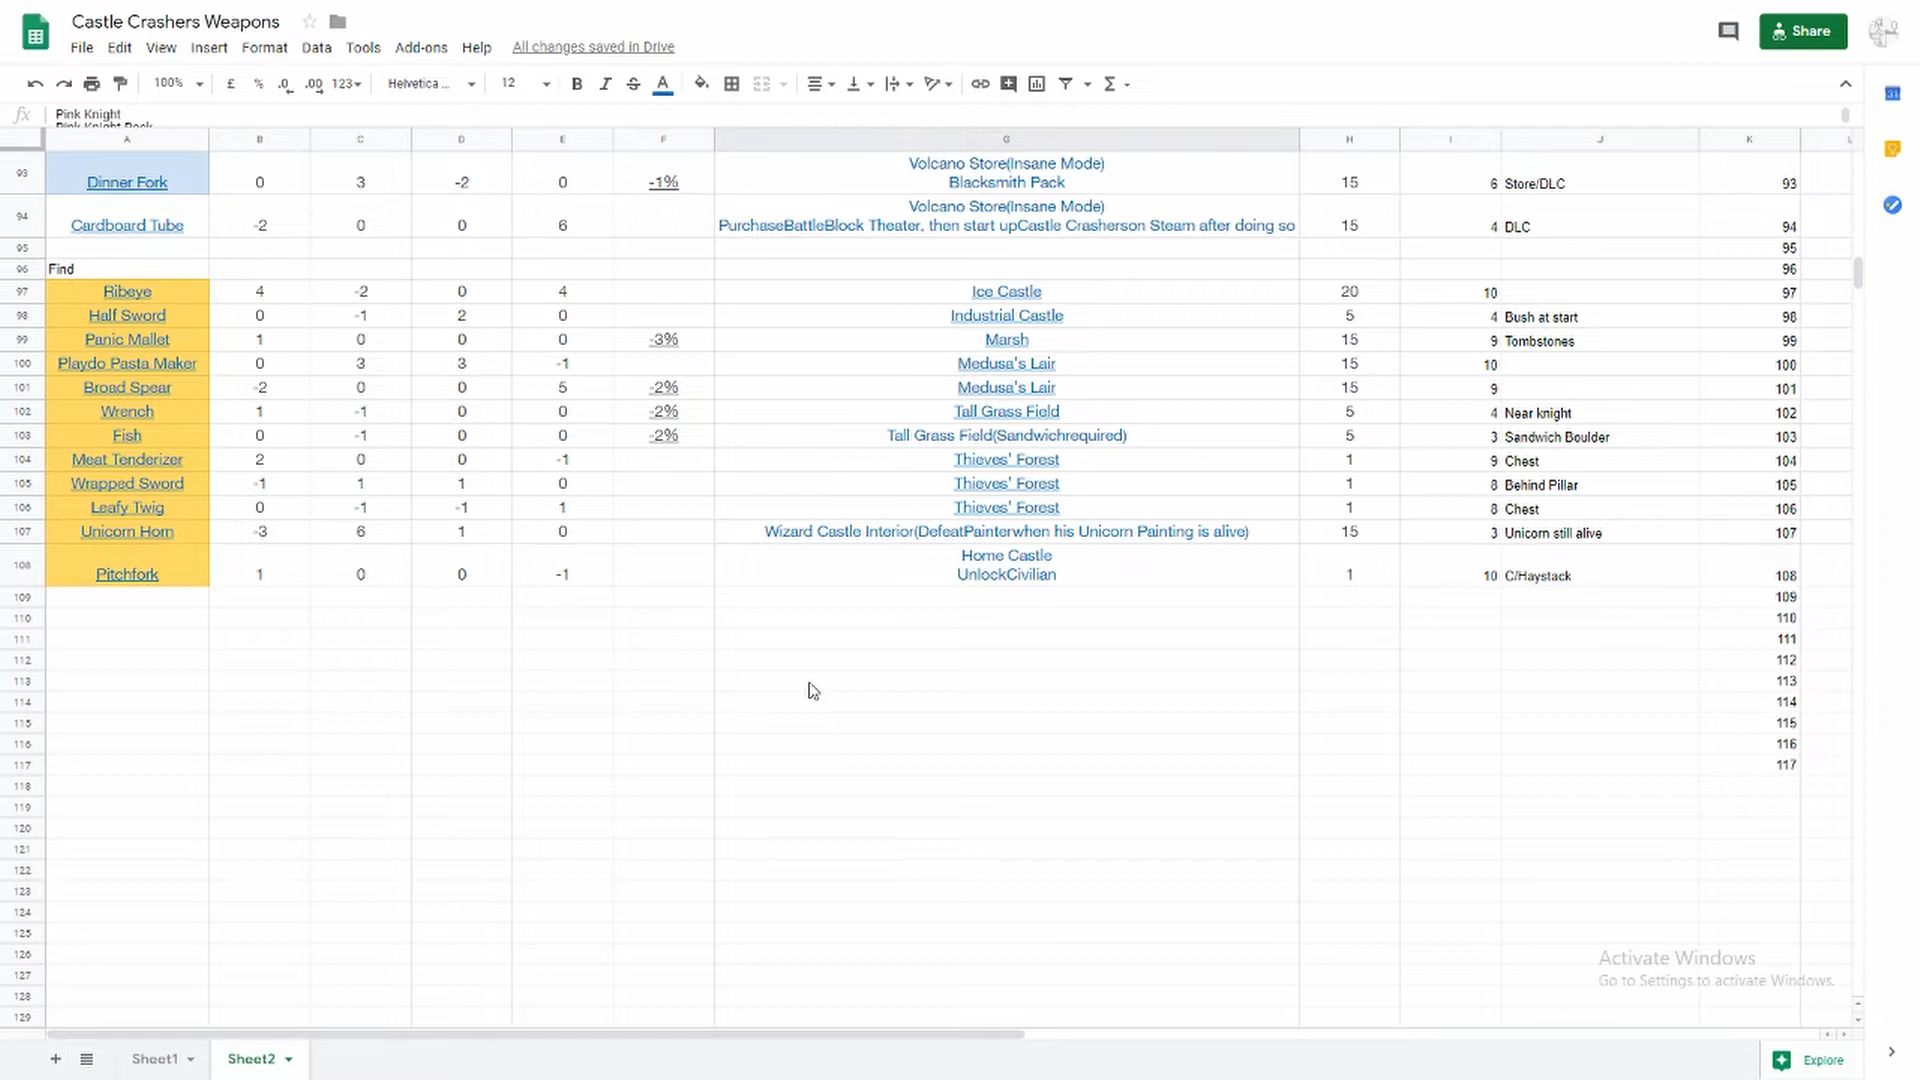 Castle Crashers Weapons
File Edit View Insert Format Data Tools Add-ons Help All changes saved in Drive
Share
100% £ % .0 .00 123 Helvetica ... 12 B I S A
fx Pink Knight
Pink Knight Pack
A B C D E F G H I J K L
Volcano Store(Insane Mode)
93 Dinner Fork 0 3 -2 0 -1% Blacksmith Pack 15 6 Store/DLC 93
Volcano Store(Insane Mode)
94 Cardboard Tube -2 0 0 6 PurchaseBattleBlock Theater, then start upCastle Crasherson Steam after doing so 15 4 DLC 94
95 95
96 Find 96
97 Ribeye 4 -2 0 4 Ice Castle 20 10 97
98 Half Sword 0 -1 2 0 Industrial Castle 5 4 Bush at start 98
99 Panic Mallet 1 0 0 0 -3% Marsh 15 9 Tombstones 99
100 Playdo Pasta Maker 0 3 3 -1 Medusa's Lair 15 10 100
101 Broad Spear -2 0 0 5 -2% Medusa's Lair 15 9 101
102 Wrench 1 -1 0 0 -2% Tall Grass Field 5 4 Near knight 102
103 Fish 0 -1 0 0 -2% Tall Grass Field(Sandwichrequired) 5 3 Sandwich Boulder 103
104 Meat Tenderizer 2 0 0 -1 Thieves' Forest 1 9 Chest 104
105 Wrapped Sword -1 1 1 0 Thieves' Forest 1 8 Behind Pillar 105
106 Leafy Twig 0 -1 -1 1 Thieves' Forest 1 8 Chest 106
107 Unicorn Horn -3 6 1 0 Wizard Castle Interior(DefeatPainterwhen his Unicorn Painting is alive) 15 3 Unicorn still alive 107
Home Castle
108 Pitchfork 1 0 0 -1 UnlockCivilian 1 10 C/Haystack 108
109 109
110 110
111 111
112 112
113 113
114 114
115 115
116 116
117 117
118
119
120
121
122
123
124
125
126
127
128
129
Activate Windows
Go to Settings to activate Windows.
Sheet1 Sheet2 Explore